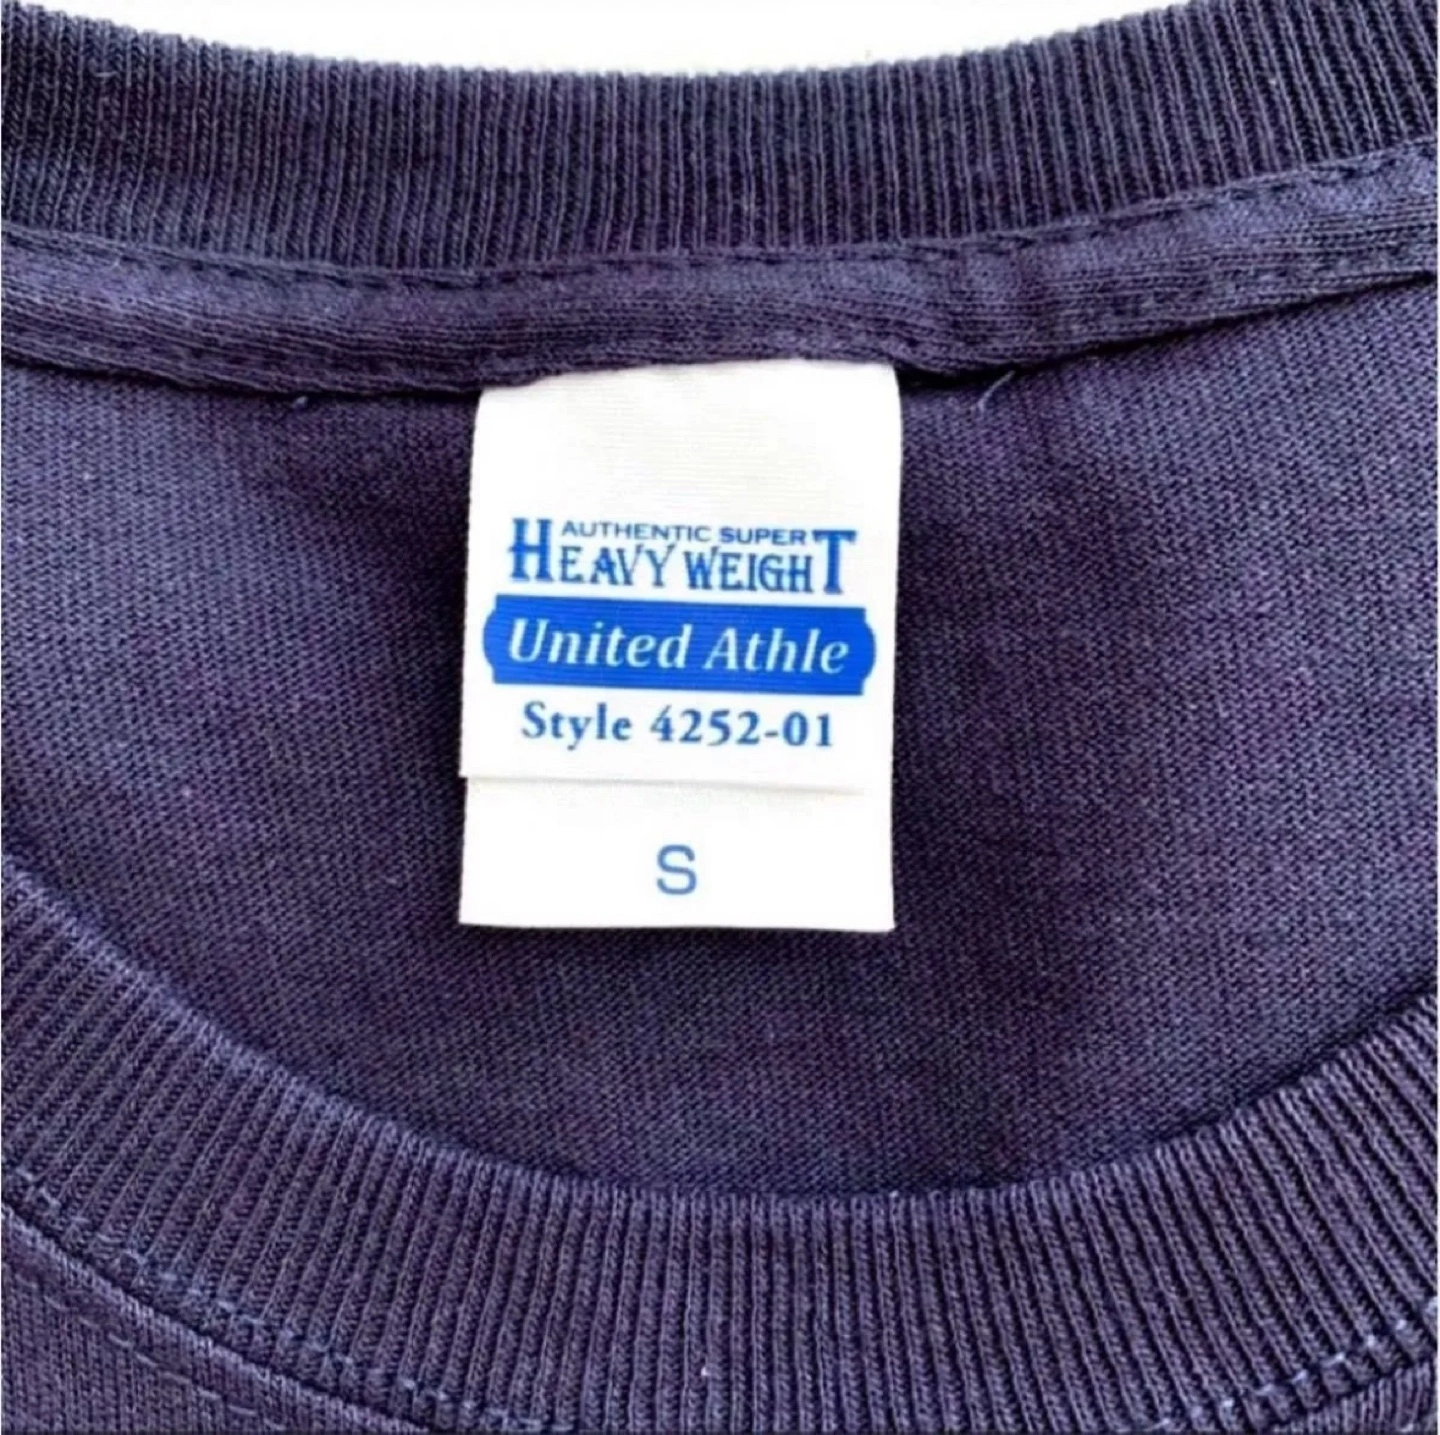 AUTHENTIC SUPER
HEAVY WEIGHT
United Athle
Style 4252-01
S